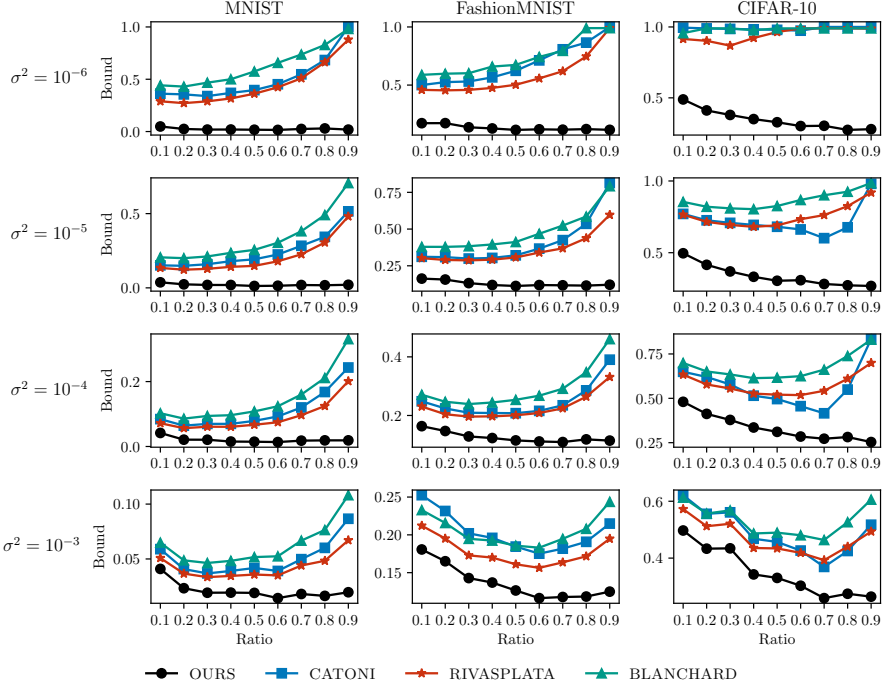 MNIST FashionMNIST CIFAR-10
σ² = 10⁻⁶ Bound 1.0 0.5 0.0 1.0 0.5 1.0 0.5
0.1 0.2 0.3 0.4 0.5 0.6 0.7 0.8 0.9 0.1 0.2 0.3 0.4 0.5 0.6 0.7 0.8 0.9 0.1 0.2 0.3 0.4 0.5 0.6 0.7 0.8 0.9
σ² = 10⁻⁵ Bound 0.5 0.0 0.75 0.50 0.25 1.0 0.5
0.1 0.2 0.3 0.4 0.5 0.6 0.7 0.8 0.9 0.1 0.2 0.3 0.4 0.5 0.6 0.7 0.8 0.9 0.1 0.2 0.3 0.4 0.5 0.6 0.7 0.8 0.9
σ² = 10⁻⁴ Bound 0.2 0.0 0.4 0.2 0.75 0.50 0.25
0.1 0.2 0.3 0.4 0.5 0.6 0.7 0.8 0.9 0.1 0.2 0.3 0.4 0.5 0.6 0.7 0.8 0.9 0.1 0.2 0.3 0.4 0.5 0.6 0.7 0.8 0.9
σ² = 10⁻³ Bound 0.10 0.05 0.25 0.20 0.15 0.6 0.4
0.1 0.2 0.3 0.4 0.5 0.6 0.7 0.8 0.9 0.1 0.2 0.3 0.4 0.5 0.6 0.7 0.8 0.9 0.1 0.2 0.3 0.4 0.5 0.6 0.7 0.8 0.9
Ratio Ratio Ratio
OURS CATONI RIVASPLATA BLANCHARD